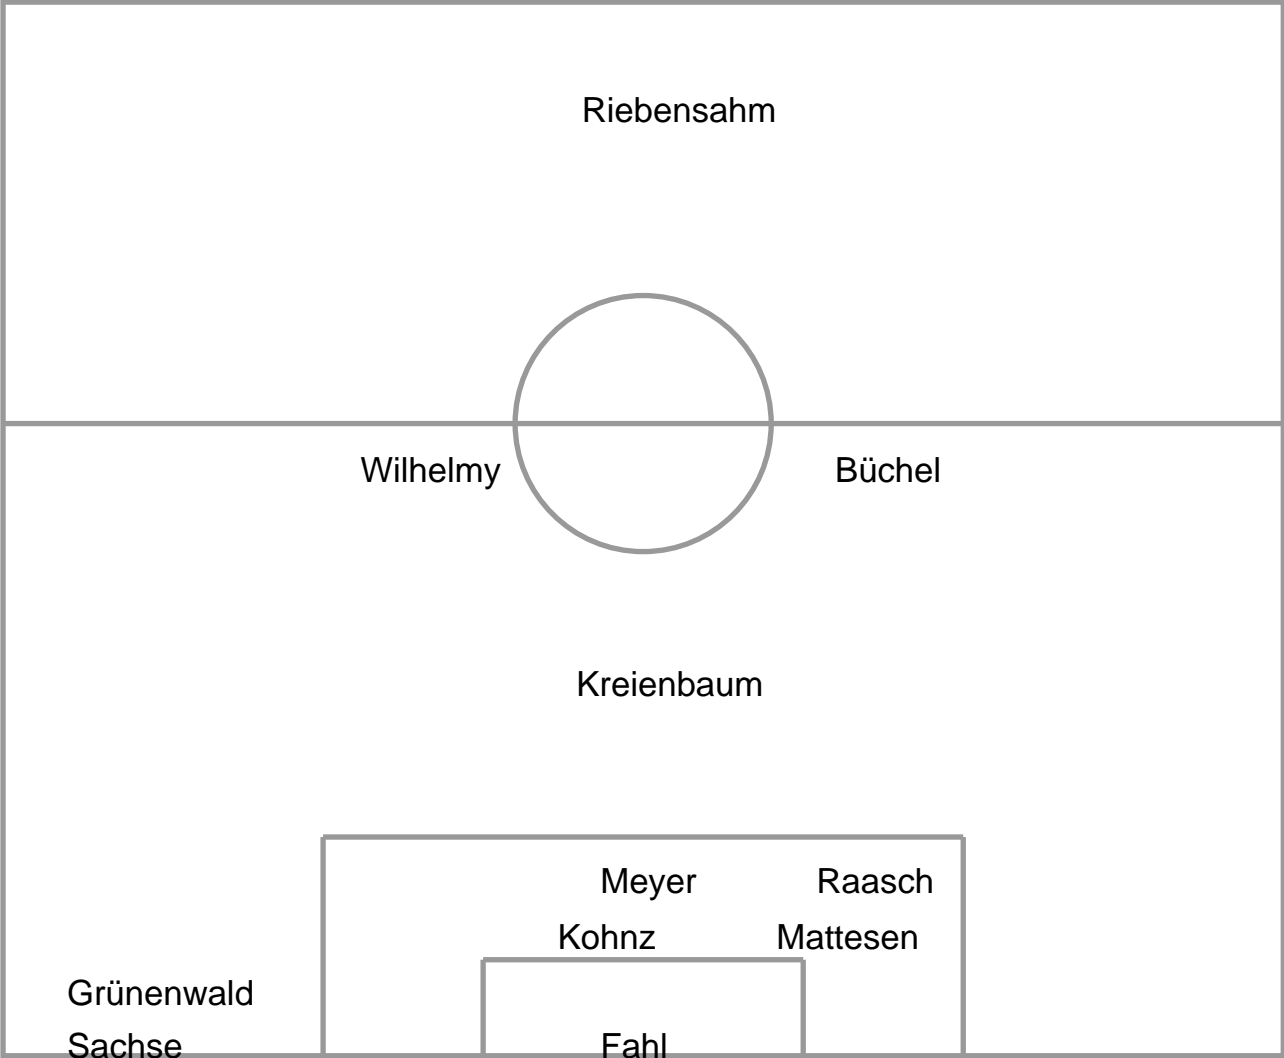 Riebensahm
Wilhelmy Büchel
Kreienbaum
Meyer Raasch
Kohnz Mattesen
Grünenwald
Sachse Fahl